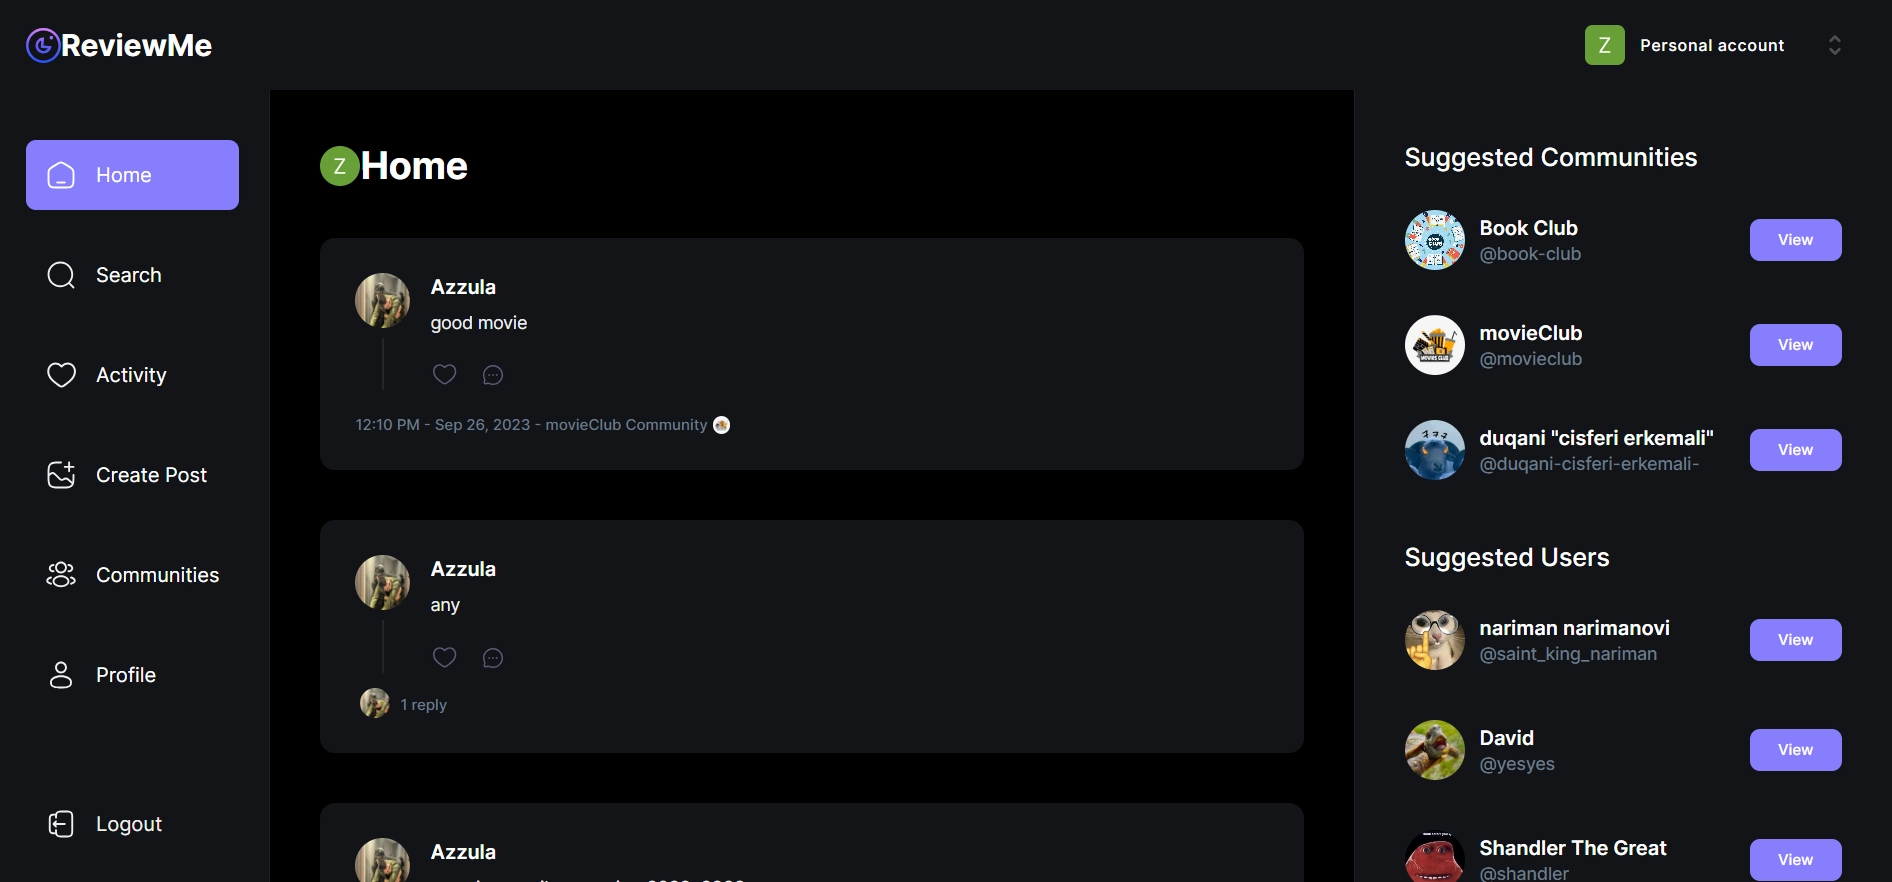 ReviewMe
Z Personal account
Home
Search
Activity
Create Post
Communities
Profile
Logout
Z Home
Azzula
good movie
12:10 PM - Sep 26, 2023 - movieClub Community
Azzula
any
1 reply
Azzula
Suggested Communities
Book Club
@book-club
View
movieClub
@movieclub
View
duqani "cisferi erkemali"
@duqani-cisferi-erkemali-
View
Suggested Users
nariman narimanovi
@saint_king_nariman
View
David
@yesyes
View
Shandler The Great
@shandler
View